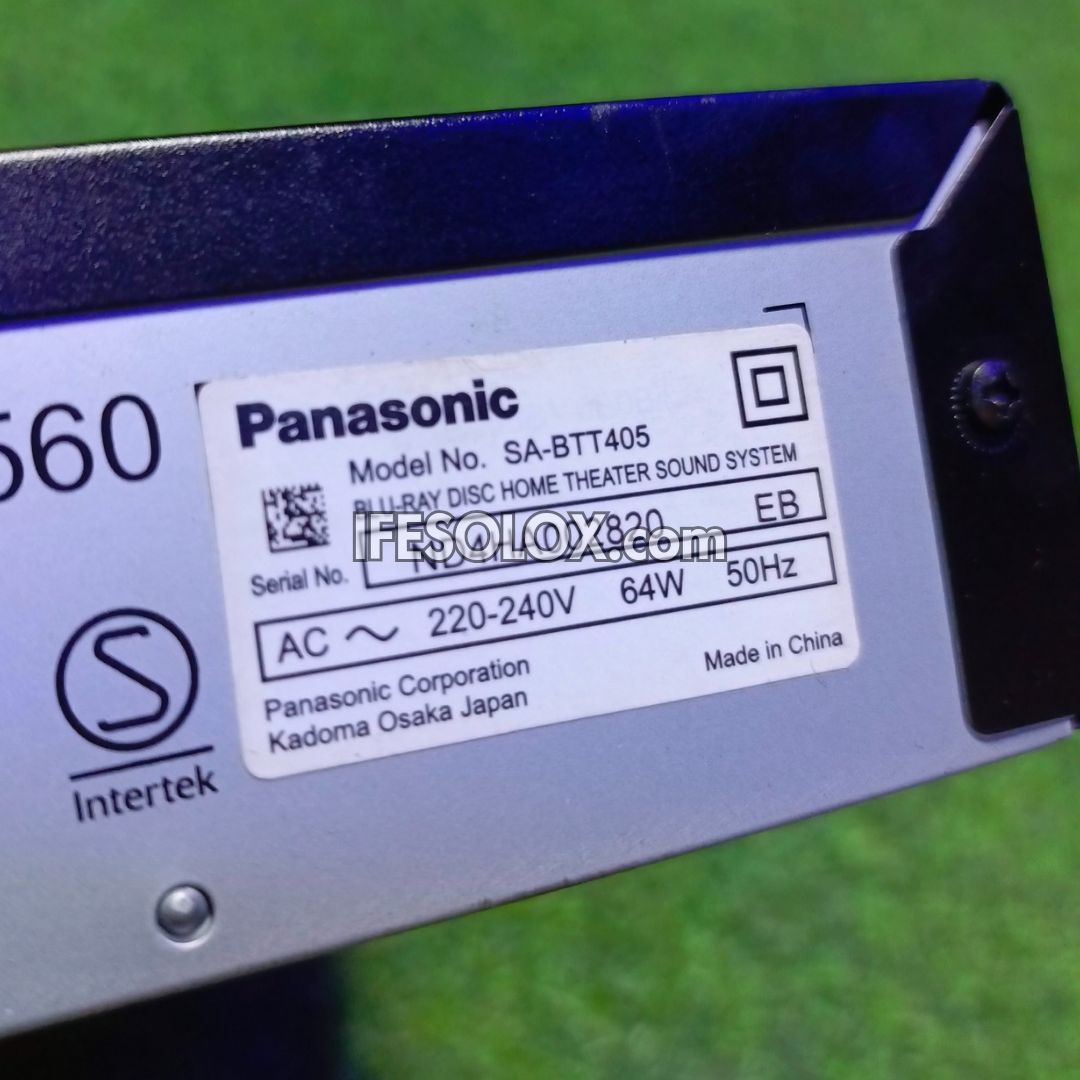 560
Panasonic
Model No. SA-BTT405
BLU-RAY DISC HOME THEATER SOUND SYSTEM
IFESOLOX.com
Serial No. EB
AC ~ 220-240V 64W 50Hz
Panasonic Corporation
Kadoma Osaka Japan
Made in China
S
Intertek